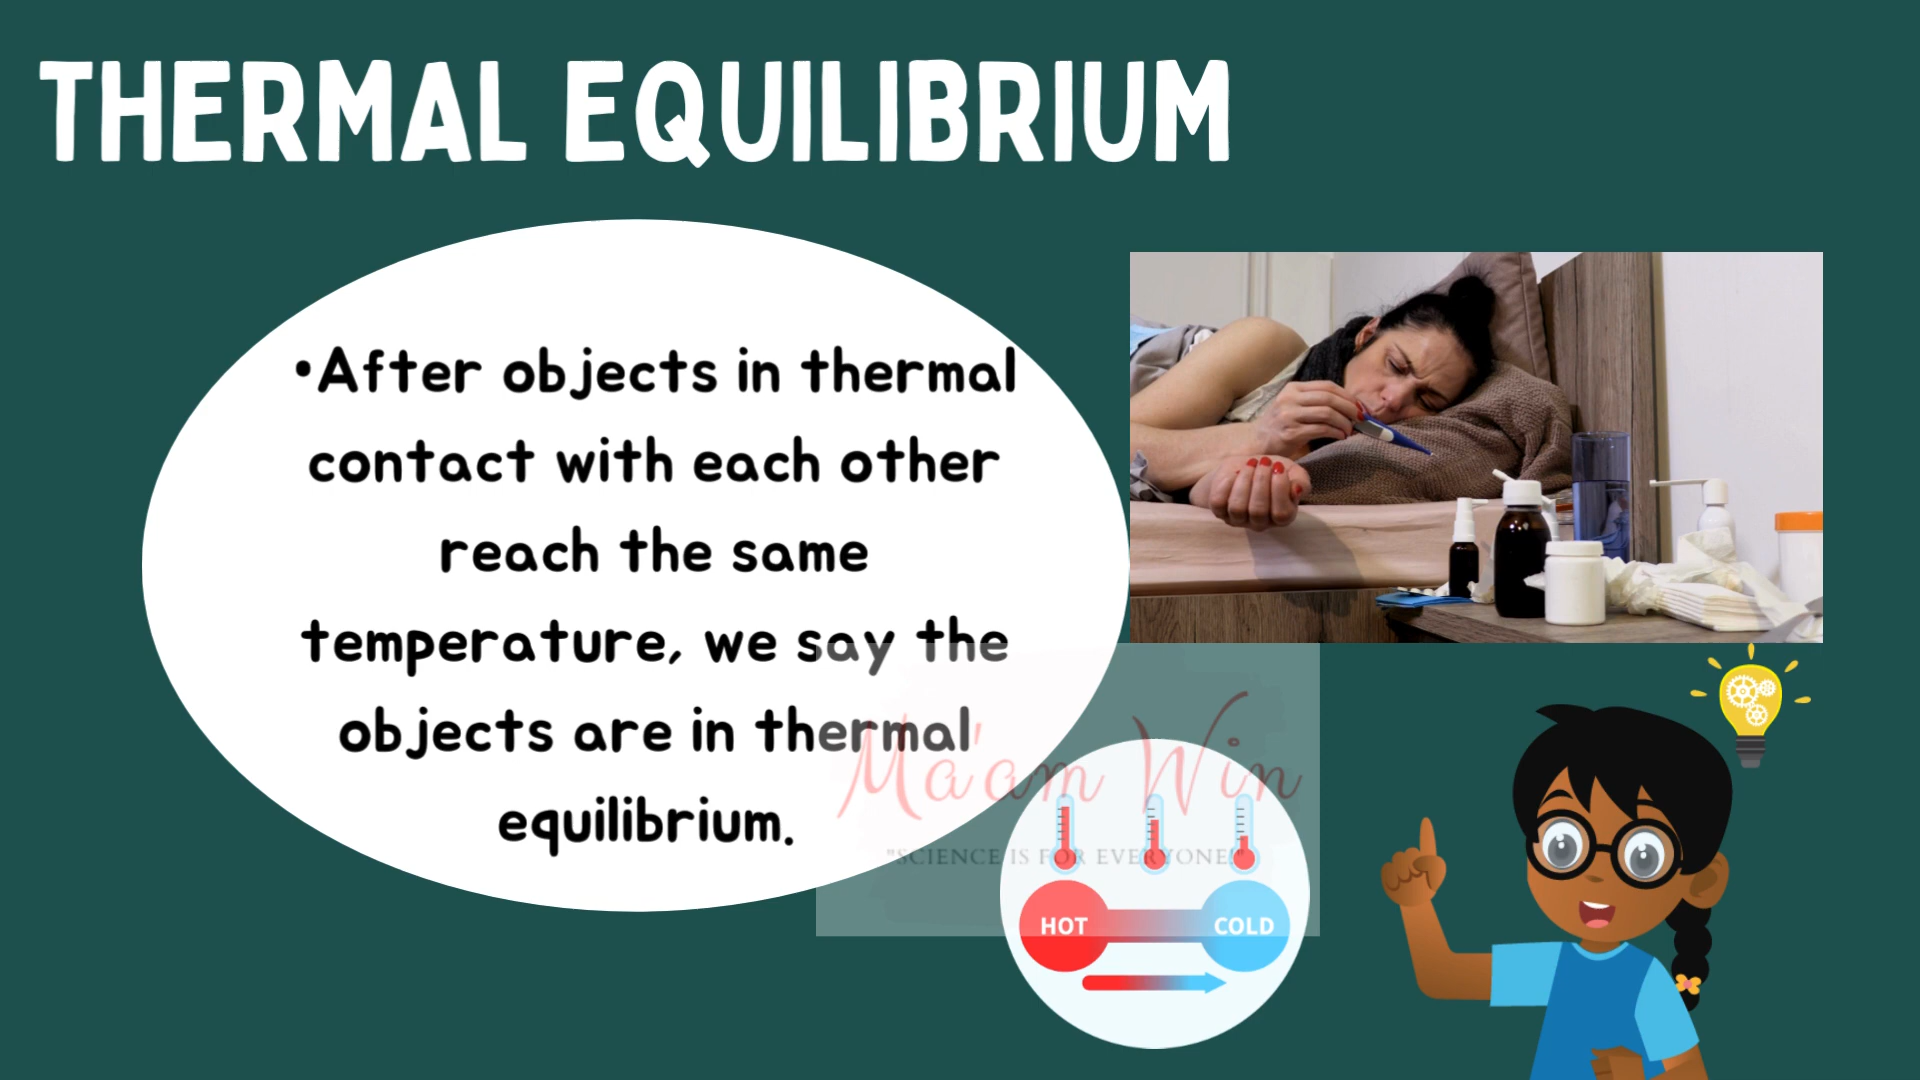 THERMAL EQUILIBRIUM
•After objects in thermal
contact with each other
reach the same
temperature, we say the
objects are in thermal
equilibrium.
Ma'am Win
"SCIENCE IS FOR EVERYONE!"
HOT COLD